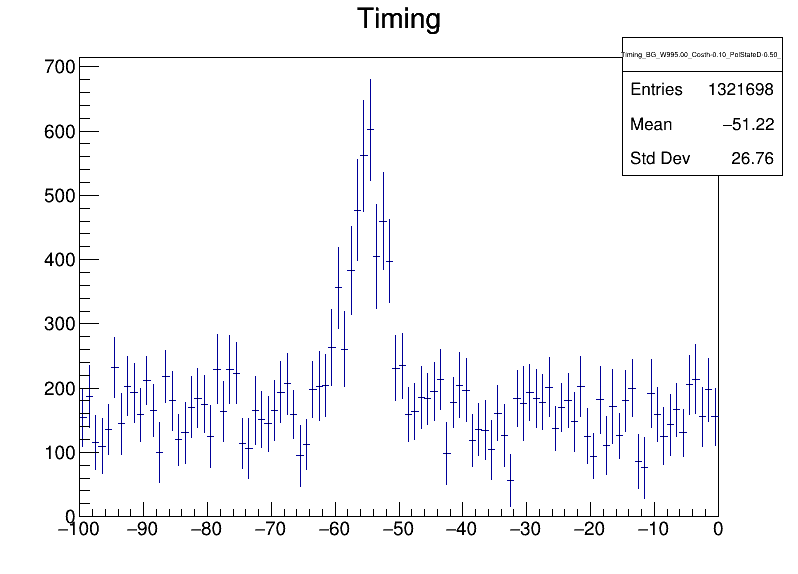 Timing
Timing_BG_W995.00_Costh-0.10_PolStateD-0.50_
Entries 1321698
Mean −51.22
Std Dev 26.76
700
600
500
400
300
200
100
0
−100 −90 −80 −70 −60 −50 −40 −30 −20 −10 0